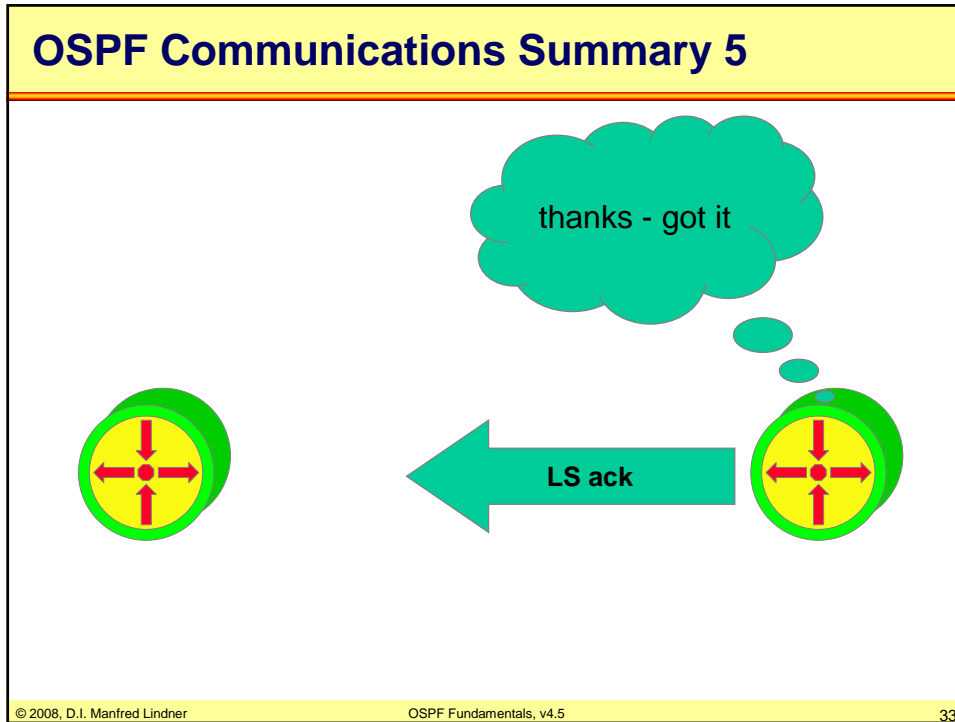 OSPF Communications Summary 5
thanks - got it
LS ack
© 2008, D.I. Manfred Lindner
OSPF Fundamentals, v4.5
33